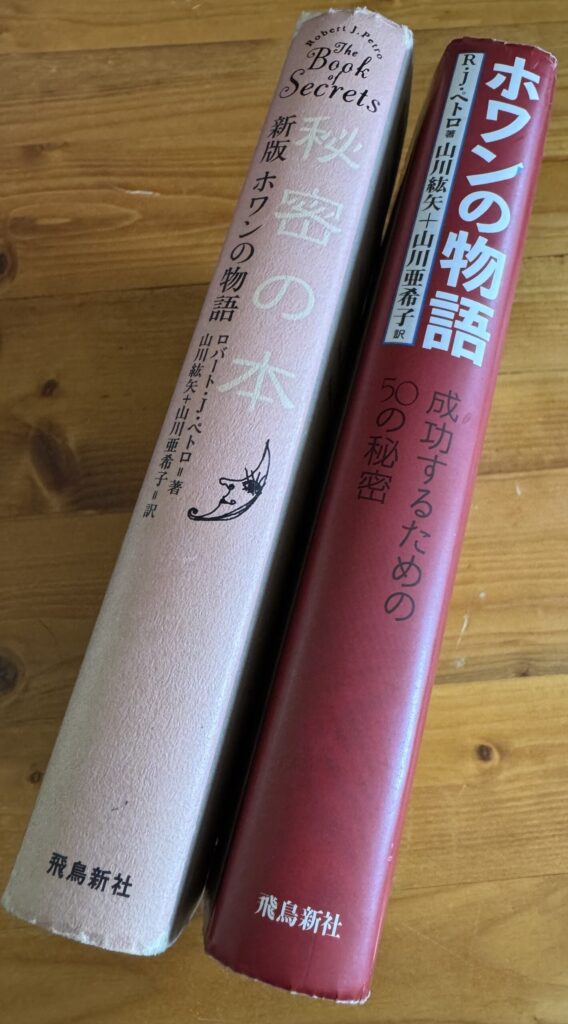 Robert J. Petro
The
Book
of
Secrets
秘密の本
新版 ホワンの物語
ロバート・J・ペトロ=著
山川紘矢+山川亜希子=訳
飛鳥新社
ホワンの物語
R・J・ペトロ著 山川紘矢+山川亜希子訳
成功するための
50の秘密
飛鳥新社